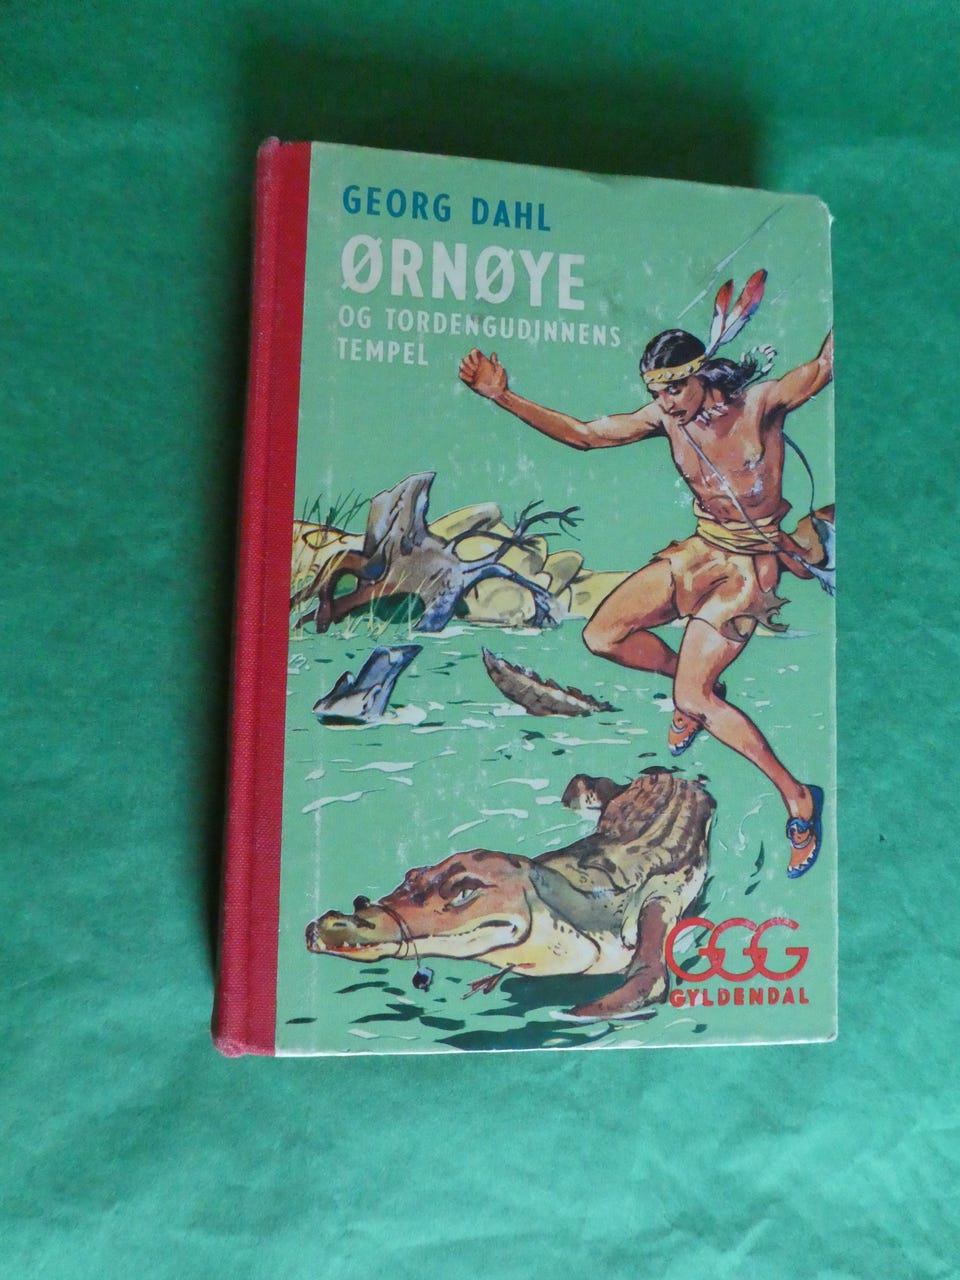 GEORG DAHL
ØRNØYE
OG TORDENGUDINNENS
TEMPEL
GGG
GYLDENDAL